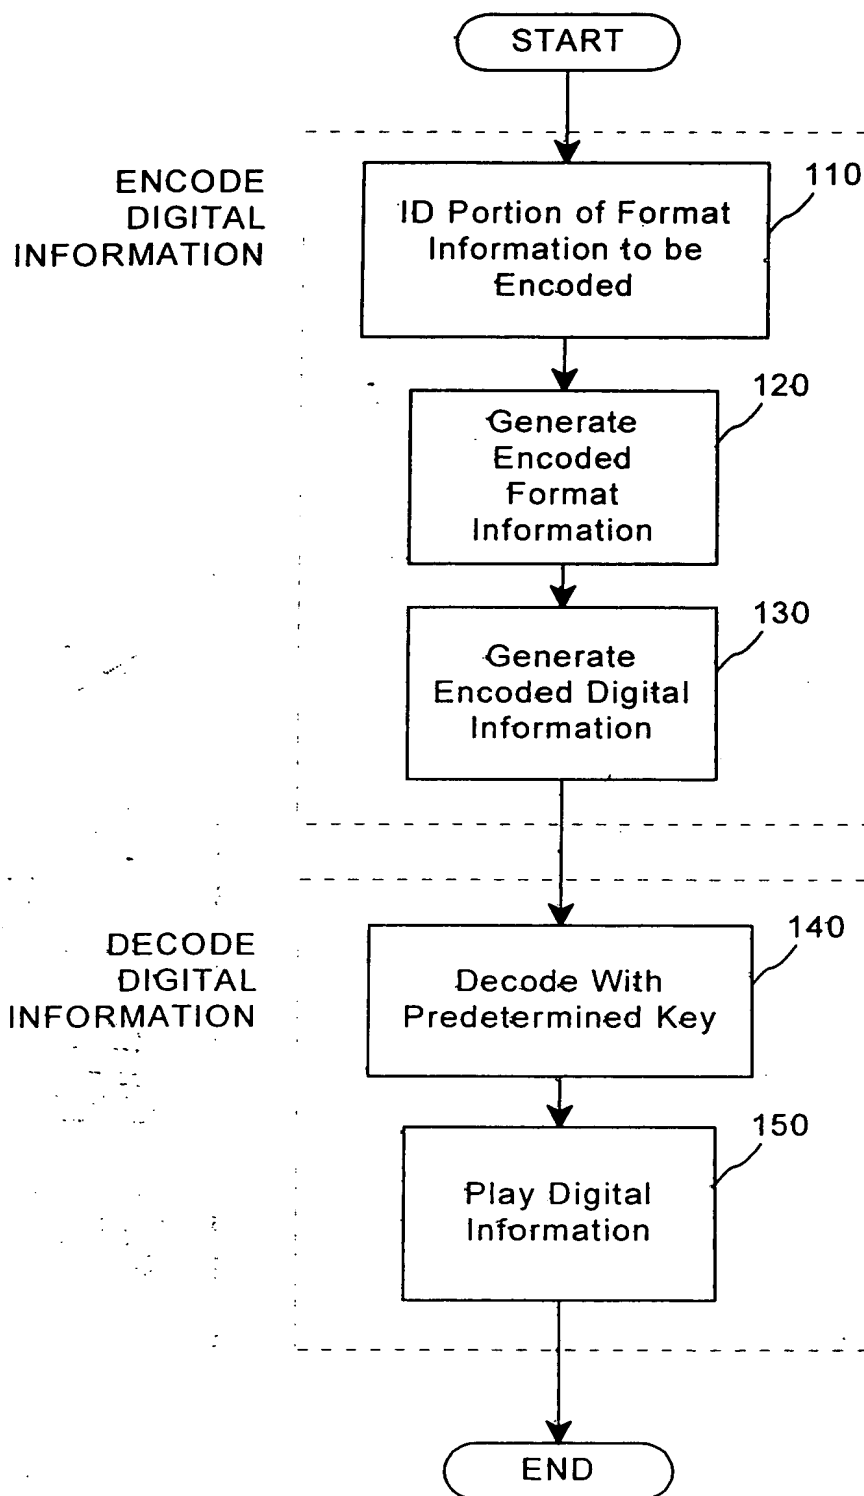 START
ENCODE
DIGITAL
INFORMATION
ID Portion of Format
Information to be
Encoded
110
Generate
Encoded
Format
Information
120
Generate
Encoded Digital
Information
130
DECODE
DIGITAL
INFORMATION
Decode With
Predetermined Key
140
Play Digital
Information
150
END